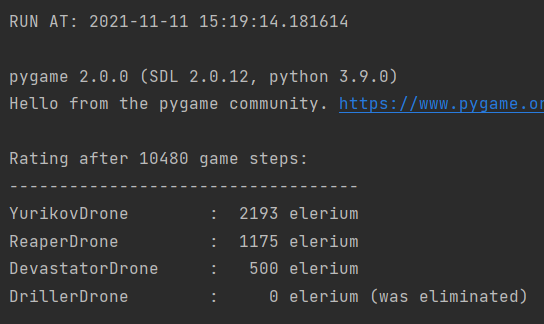 RUN AT: 2021-11-11 15:19:14.181614
pygame 2.0.0 (SDL 2.0.12, python 3.9.0)
Hello from the pygame community. https://www.pygame.or
Rating after 10480 game steps:
-----------------------------------
YurikovDrone        :  2193 elerium
ReaperDrone         :  1175 elerium
DevastatorDrone     :   500 elerium
DrillerDrone        :     0 elerium (was eliminated)